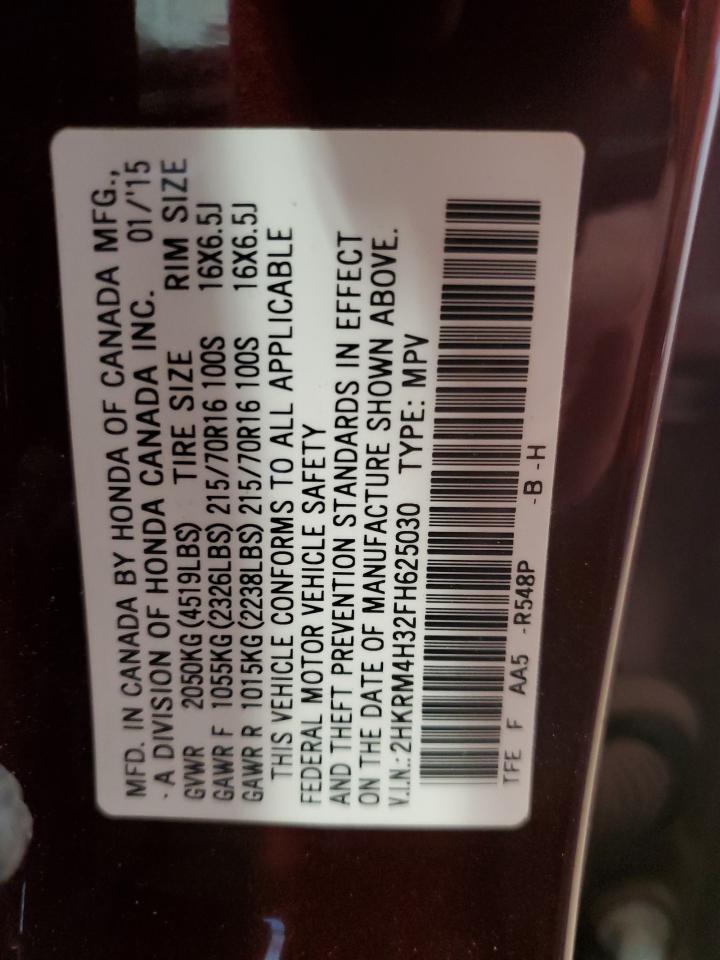 MFD. IN CANADA BY HONDA OF CANADA MFG.,
· A DIVISION OF HONDA CANADA INC. 01/'15
GVWR 2050KG (4519LBS) TIRE SIZE RIM SIZE
GAWR F 1055KG (2326LBS) 215/70R16 100S 16X6.5J
GAWR R 1015KG (2238LBS) 215/70R16 100S 16X6.5J
THIS VEHICLE CONFORMS TO ALL APPLICABLE
FEDERAL MOTOR VEHICLE SAFETY
AND THEFT PREVENTION STANDARDS IN EFFECT
ON THE DATE OF MANUFACTURE SHOWN ABOVE.
V.I.N.: 2HKRM4H32FH625030 TYPE: MPV
TFE F AA5 -R548P -B -H